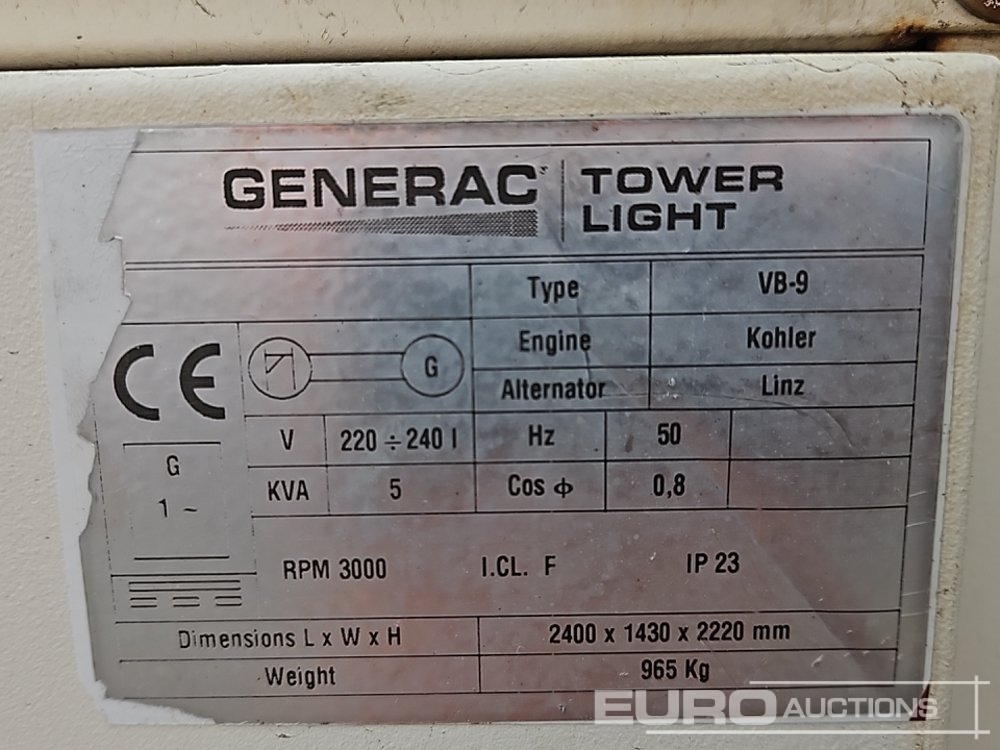 GENERAC
TOWER
LIGHT
Type VB-9
Engine Kohler
Alternator Linz
CE
G
G
1 ~
V 220 ÷ 240 I Hz 50
KVA 5 Cos ϕ 0,8
RPM 3000 I.CL. F IP 23
Dimensions L x W x H 2400 x 1430 x 2220 mm
Weight 965 Kg
EURO AUCTIONS